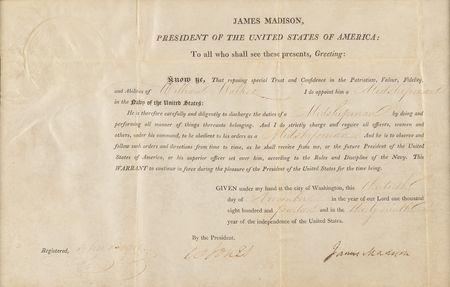 JAMES MADISON,
PRESIDENT OF THE UNITED STATES OF AMERICA:
To all who shall see these presents, Greeting:
Know ye, That reposing special Trust and Confidence in the Patriotism, Valour, Fidelity,
and Abilities of William I do appoint him a Midshipman
in the Navy of the United States:
He is therefore carefully and diligently to discharge the duties of a Midshipman by doing and
performing all manner of things thereunto belonging. And I do strictly charge and require all officers, seamen and
others, under his command, to be obedient to his orders as a Midshipman And he is to observe and
follow such orders and directions from time to time, as he shall receive from me, or the future President of the United
States of America, or his superior officer set over him, according to the Rules and Discipline of the Navy. This
WARRANT to continue in force during the pleasure of the President of the United States for the time being.
GIVEN under my hand at the city of Washington, this
day of November in the year of our Lord one thousand
eight hundred and fourteen and in the thirty ninth
year of the independence of the United States.
By the President.
Registered,
W Jones
James Madison